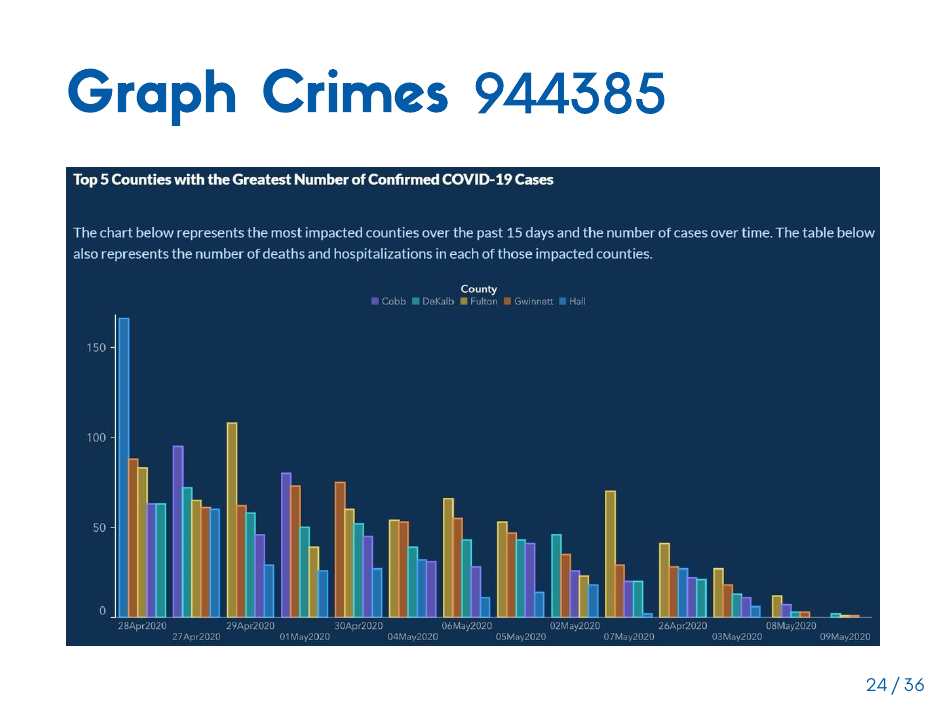 Graph Crimes 944385
Top 5 Counties with the Greatest Number of Confirmed COVID-19 Cases
The chart below represents the most impacted counties over the past 15 days and the number of cases over time. The table below
also represents the number of deaths and hospitalizations in each of those impacted counties.
County
Cobb DeKalb Fulton Gwinnett Hall
150
100
50
0
28Apr2020 29Apr2020 30Apr2020 06May2020 02May2020 26Apr2020 08May2020
27Apr2020 01May2020 04May2020 05May2020 07May2020 03May2020 09May2020
24 / 36